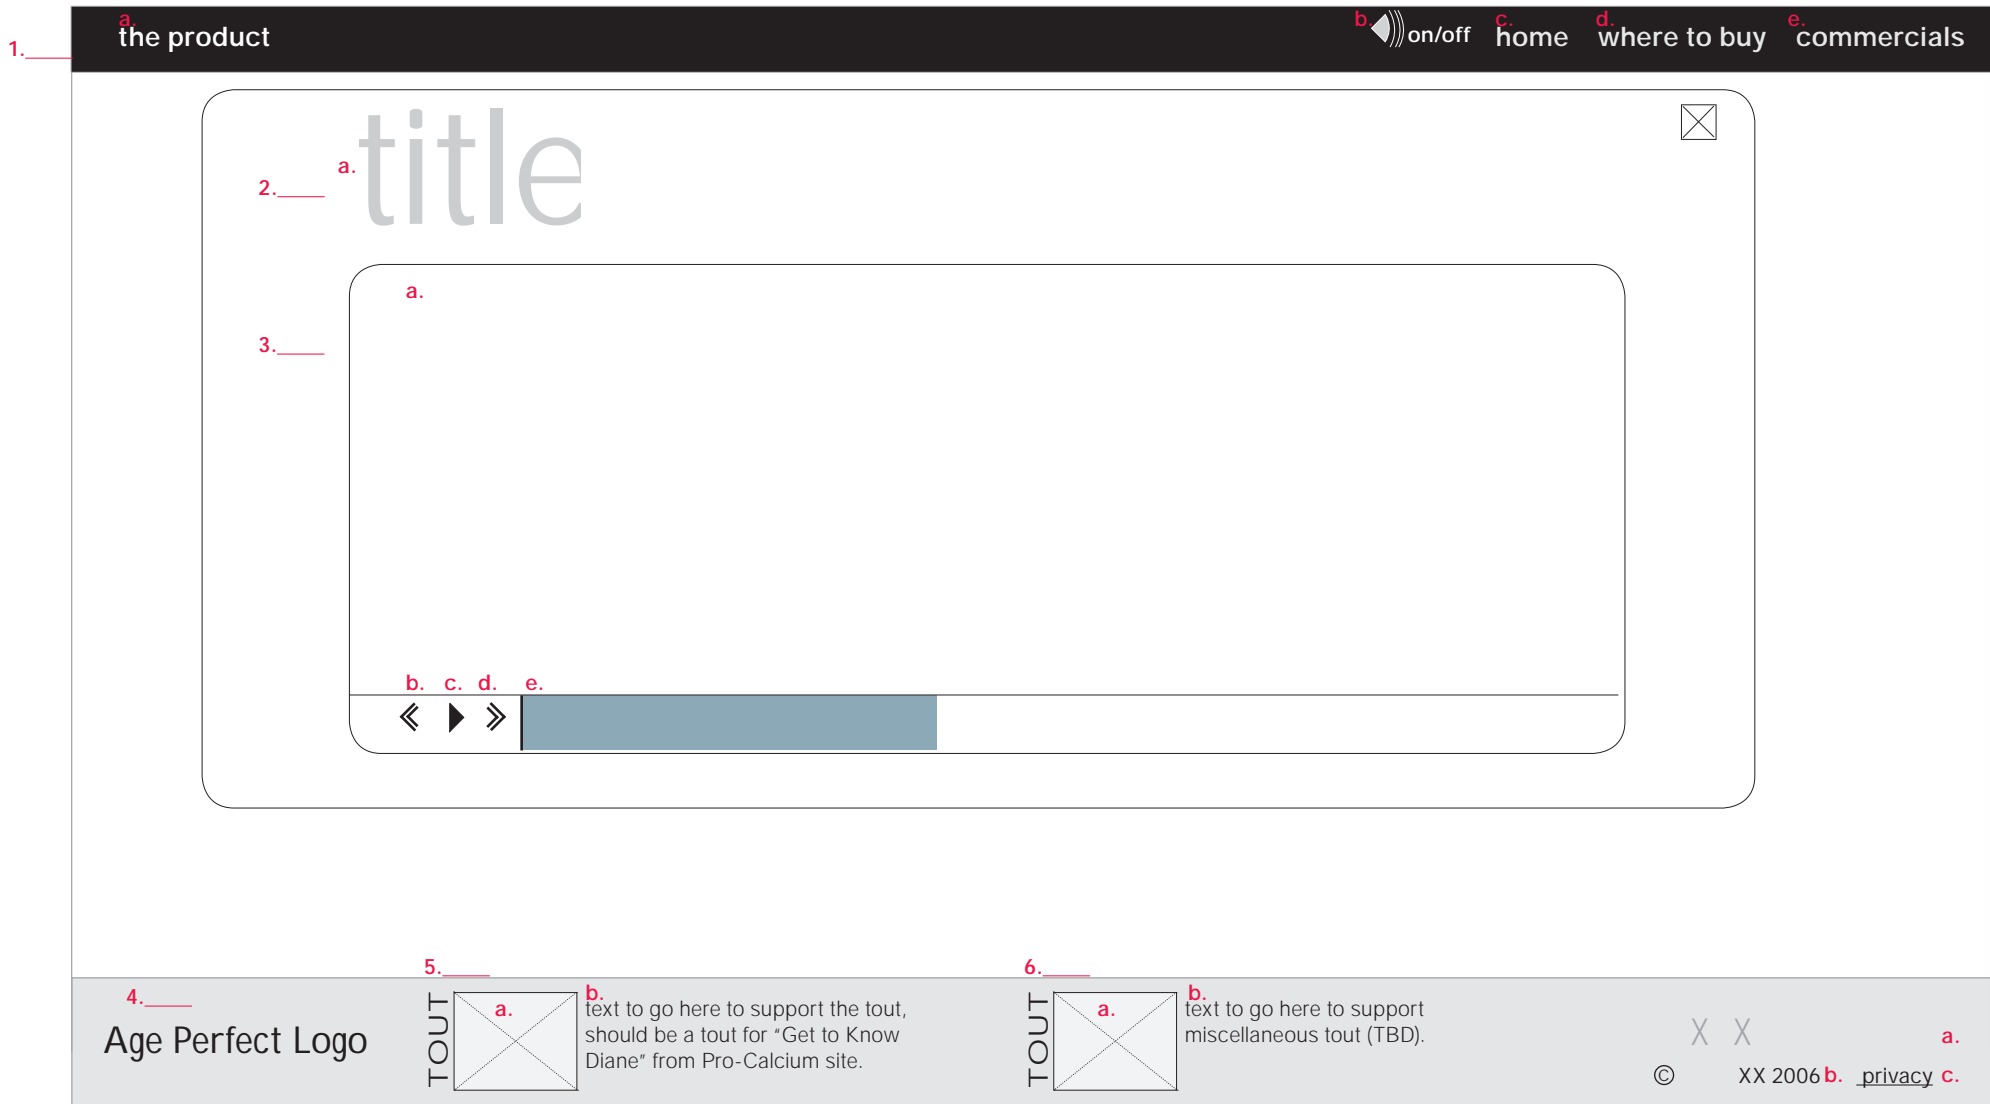 a.
the product
b.
on/off
c.
home
d.
where to buy
e.
commercials
1.
a.
title
2.
a.
3.
b. c. d. e.
5.
6.
4.
Age Perfect Logo
TOUT
a.
b.
text to go here to support the tout,
should be a tout for “Get to Know
Diane” from Pro-Calcium site.
TOUT
a.
b.
text to go here to support
miscellaneous tout (TBD).
X X
a.
© XX 2006 b. privacy c.